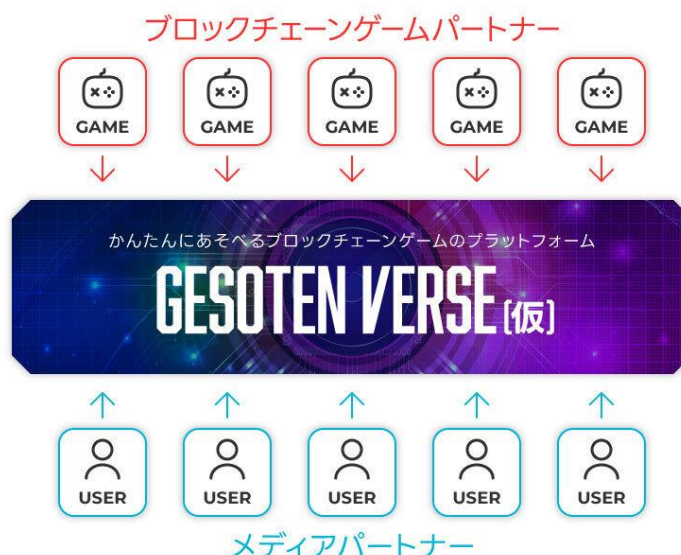 ブロックチェーンゲームパートナー
GAME GAME GAME GAME GAME
かんたんにあそべるブロックチェーンゲームのプラットフォーム
GESOTEN VERSE [仮]
USER USER USER USER USER
メディアパートナー